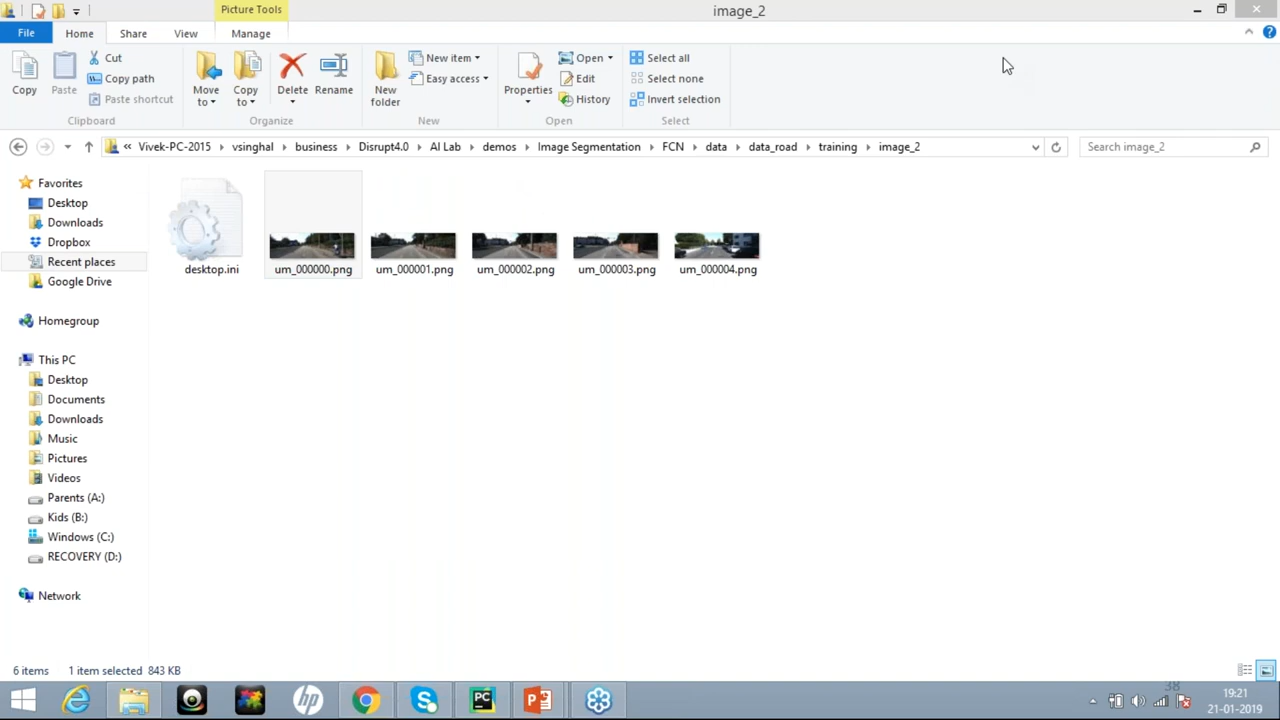 Picture Tools
image_2
File
Home
Share
View
Manage
Copy
Paste
Cut
Copy path
Paste shortcut
Clipboard
Move to
Copy to
Delete
Rename
Organize
New folder
New item
Easy access
New
Properties
Open
Edit
History
Open
Select all
Select none
Invert selection
Select
« Vivek-PC-2015 vsinghal business Disrupt4.0 AI Lab demos Image Segmentation FCN data data_road training image_2
Search image_2
Favorites
Desktop
Downloads
Dropbox
Recent places
Google Drive
Homegroup
This PC
Desktop
Documents
Downloads
Music
Pictures
Videos
Parents (A:)
Kids (B:)
Windows (C:)
RECOVERY (D:)
Network
desktop.ini
um_000000.png
um_000001.png
um_000002.png
um_000003.png
um_000004.png
6 items 1 item selected 843 KB
hp
PC
38
19:21
21-01-2019